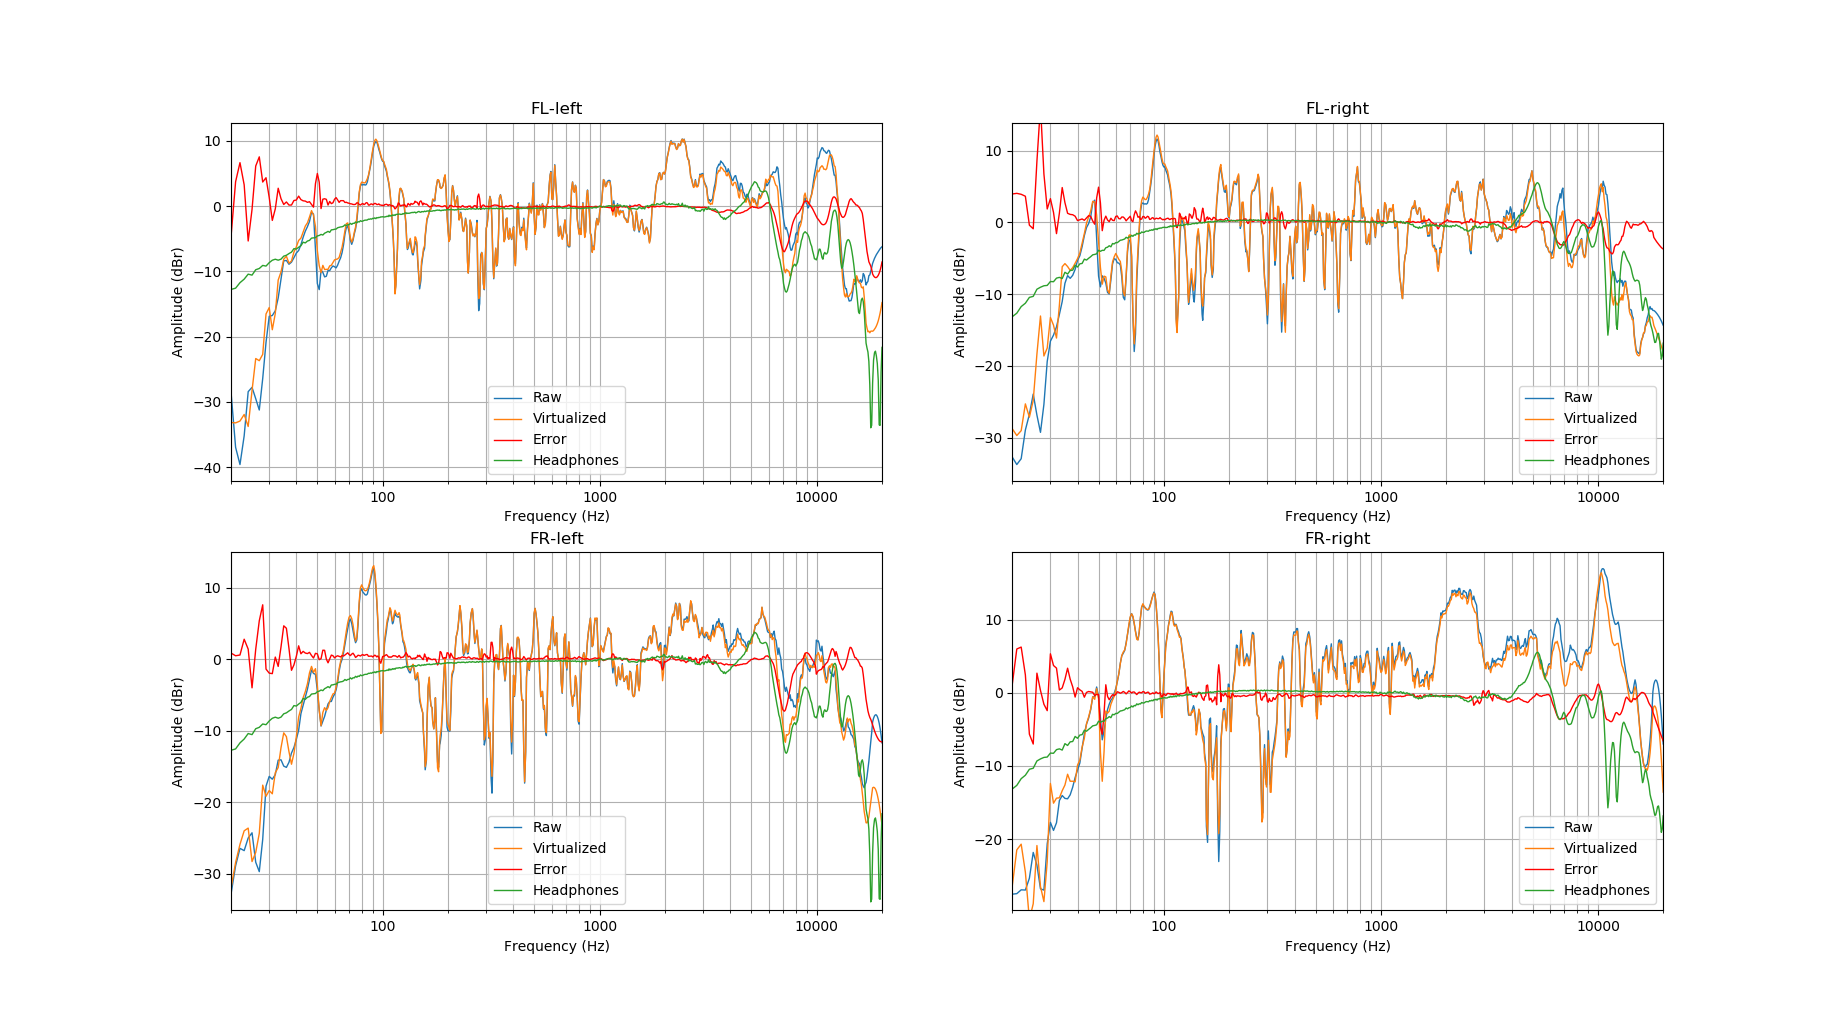 FL-left
10
0
−10
−20
−30
−40
Amplitude (dBr)
100
1000
10000
Frequency (Hz)
Raw
Virtualized
Error
Headphones
FL-right
10
0
−10
−20
−30
Amplitude (dBr)
100
1000
10000
Frequency (Hz)
Raw
Virtualized
Error
Headphones
FR-left
10
0
−10
−20
−30
Amplitude (dBr)
100
1000
10000
Frequency (Hz)
Raw
Virtualized
Error
Headphones
FR-right
10
0
−10
−20
Amplitude (dBr)
100
1000
10000
Frequency (Hz)
Raw
Virtualized
Error
Headphones